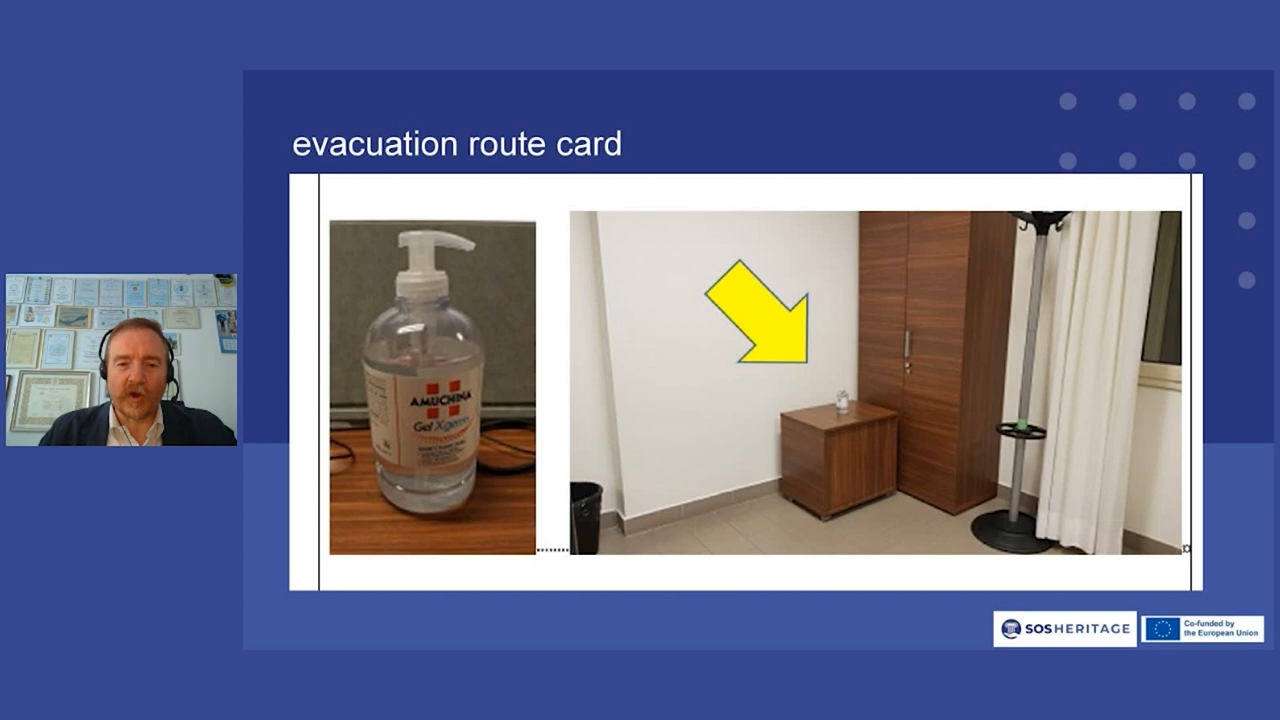 evacuation route card
AMUCHINA
Gel Xgerm
SOSHERITAGE
Co-funded by
the European Union